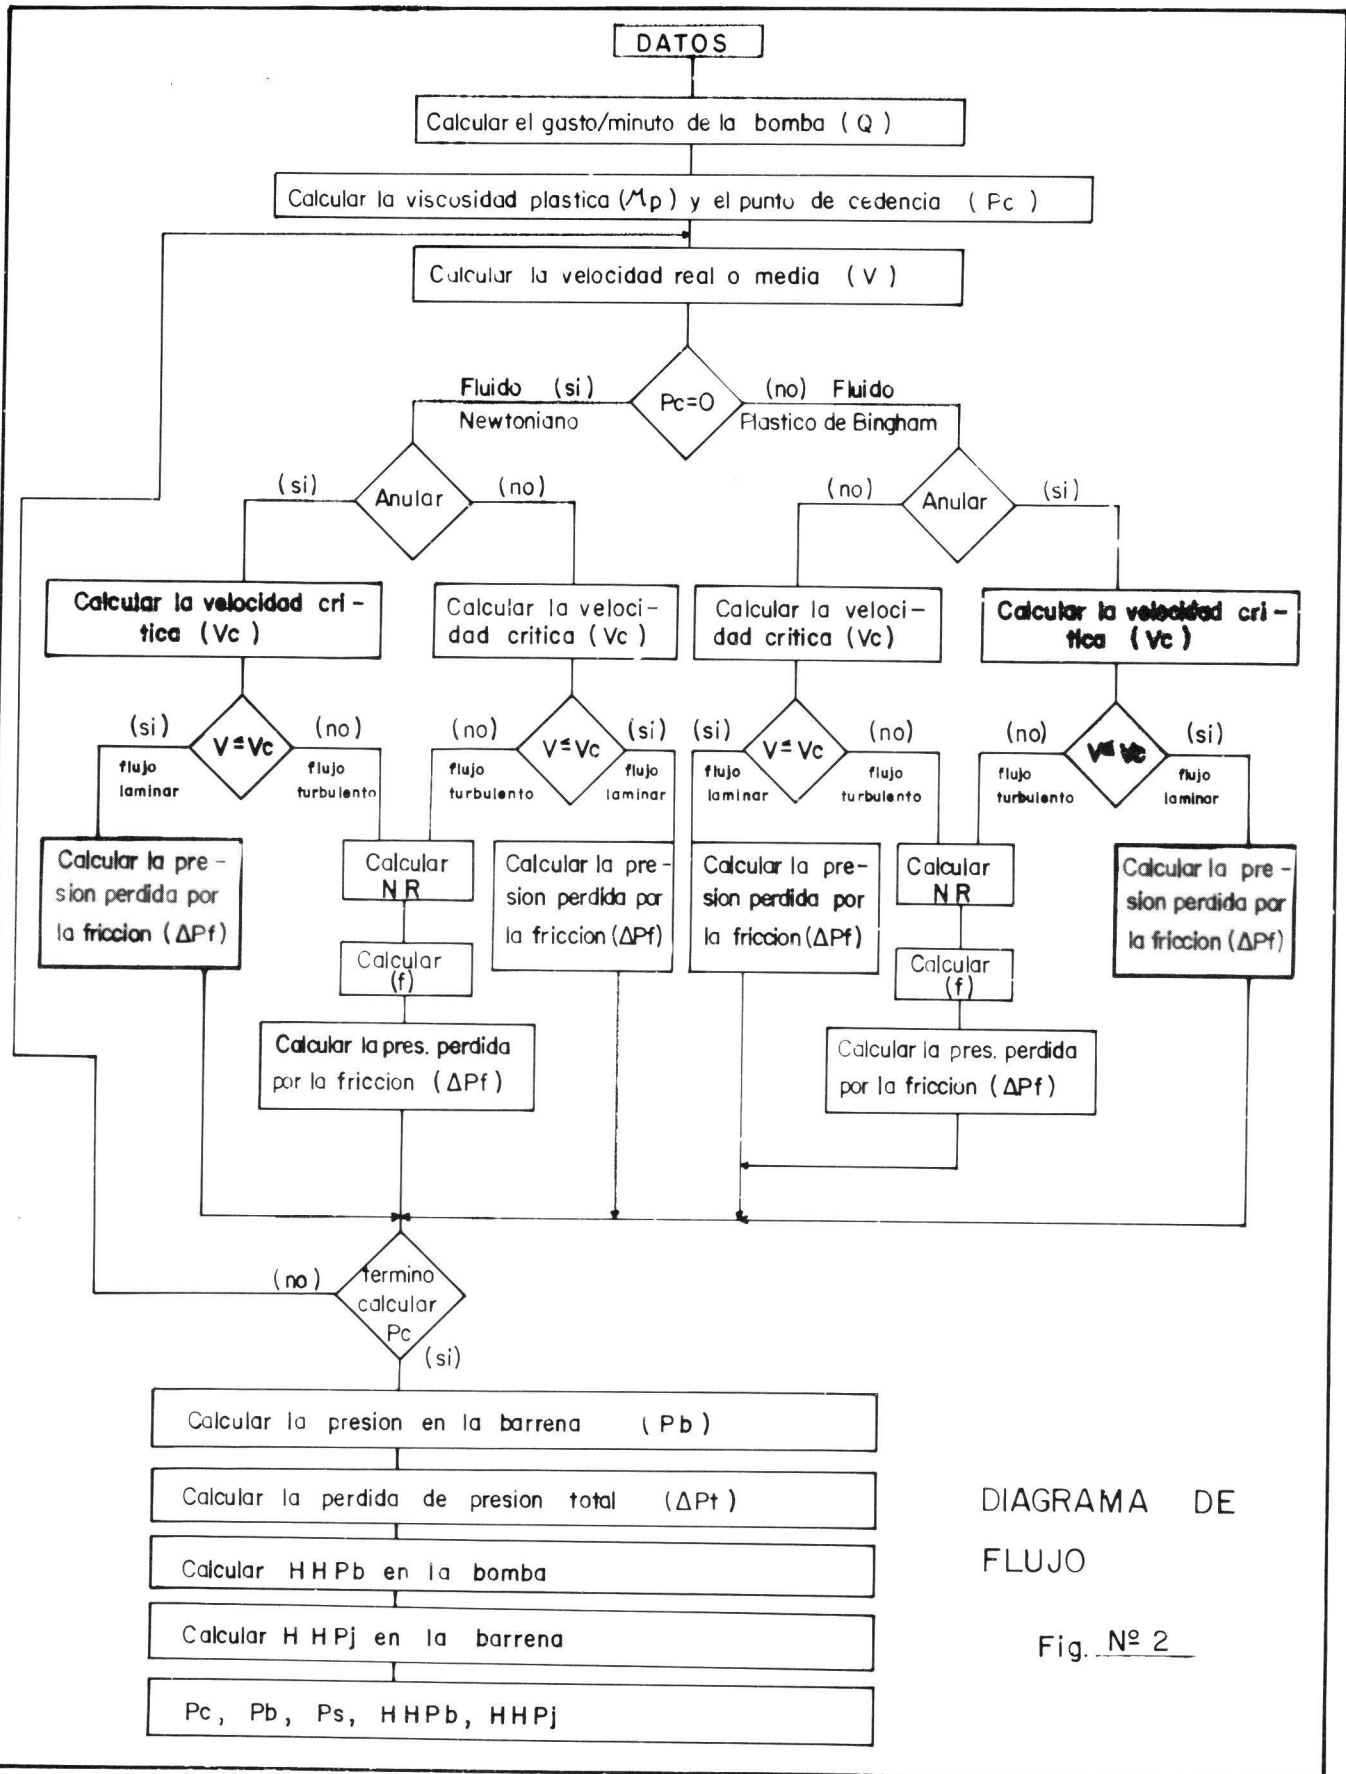 DATOS
Calcular el gasto/minuto de la bomba ( Q )
Calcular la viscosidad plastica (Mp) y el punto de cedencia ( Pc )
Calcular la velocidad real o media ( V )
Fluido (si)
Newtoniano
Pc=O
(no) Fluido
Plastico de Bingham
(si)
Anular
(no)
(no)
Anular
(si)
Calcular la velocidad cri -
tica ( Vc )
Calcular la veloci -
dad critica ( Vc )
Calcular la veloci -
dad critica (Vc)
Calcular la velocidad cri -
tica ( Vc )
(si)
flujo
laminar
V ≤ Vc
(no)
flujo
turbulento
(no)
flujo
turbulento
V ≤ Vc
(si)
flujo
laminar
(si)
flujo
laminar
V ≤ Vc
(no)
flujo
turbulento
(no)
flujo
turbulento
V ≤ Vc
(si)
flujo
laminar
Calcular la pre -
sion perdida por
la friccion ( ΔPf )
Calcular
NR
Calcular la pre -
sion perdida por
la friccion ( ΔPf )
Calcular la pre -
sion perdida por
la friccion ( ΔPf )
Calcular
NR
Calcular la pre -
sion perdida por
la friccion ( ΔPf )
Calcular
(f)
Calcular
(f)
Calcular la pres. perdida
por la friccion ( ΔPf )
Calcular la pres. perdida
por la friccion ( ΔPf )
(no)
termino
calcular
Pc
(si)
Calcular la presion en la barrena ( Pb )
Calcular la perdida de presion total ( ΔPt )
Calcular HHPb en la bomba
Calcular HHPj en la barrena
Pc, Pb, Ps, HHPb, HHPj
DIAGRAMA DE
FLUJO
Fig. Nº 2